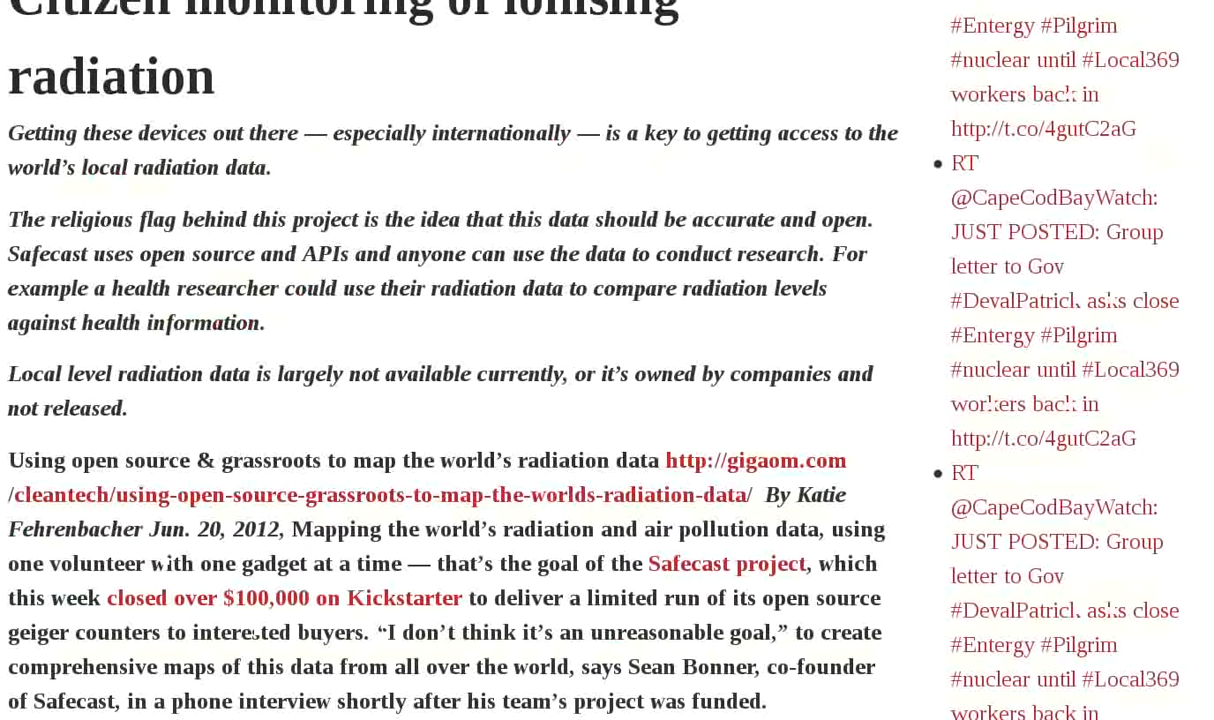 Citizen monitoring of ionising
radiation
Getting these devices out there — especially internationally — is a key to getting access to the
world’s local radiation data.
The religious flag behind this project is the idea that this data should be accurate and open.
Safecast uses open source and APIs and anyone can use the data to conduct research. For
example a health researcher could use their radiation data to compare radiation levels
against health information.
Local level radiation data is largely not available currently, or it’s owned by companies and
not released.
Using open source & grassroots to map the world’s radiation data http://gigaom.com
/cleantech/using-open-source-grassroots-to-map-the-worlds-radiation-data/ By Katie
Fehrenbacher Jun. 20, 2012, Mapping the world’s radiation and air pollution data, using
one volunteer with one gadget at a time — that’s the goal of the Safecast project, which
this week closed over $100,000 on Kickstarter to deliver a limited run of its open source
geiger counters to interested buyers. “I don’t think it’s an unreasonable goal,” to create
comprehensive maps of this data from all over the world, says Sean Bonner, co-founder
of Safecast, in a phone interview shortly after his team’s project was funded.
#Entergy #Pilgrim
#nuclear until #Local369
workers back in
http://t.co/4gutC2aG
RT
@CapeCodBayWatch:
JUST POSTED: Group
letter to Gov
#DevalPatrick asks close
#Entergy #Pilgrim
#nuclear until #Local369
workers back in
http://t.co/4gutC2aG
RT
@CapeCodBayWatch:
JUST POSTED: Group
letter to Gov
#DevalPatrick asks close
#Entergy #Pilgrim
#nuclear until #Local369
workers back in